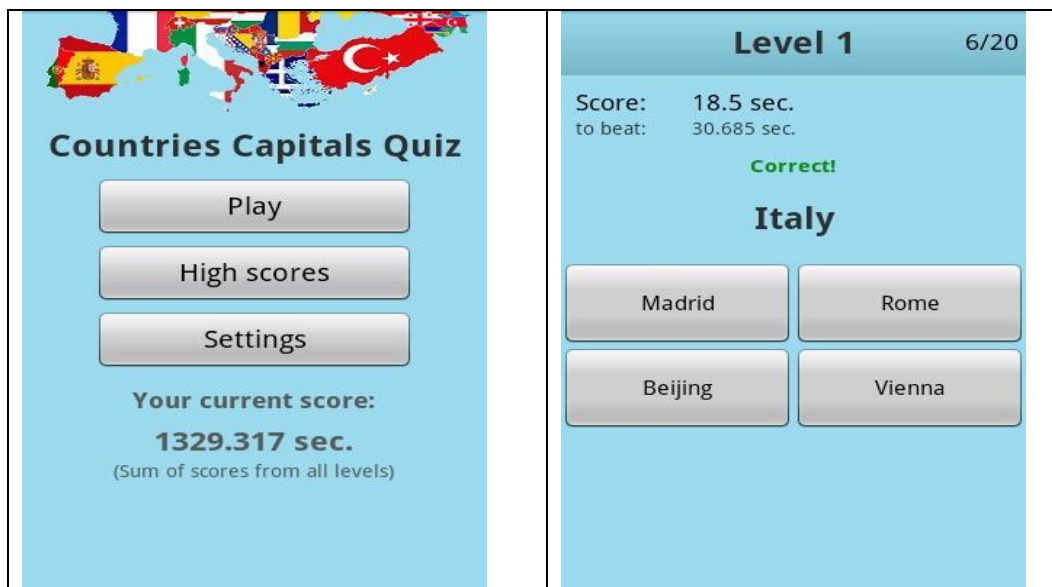 Countries Capitals Quiz
Play
High scores
Settings
Your current score:
1329.317 sec.
(Sum of scores from all levels)
Level 1 6/20
Score: 18.5 sec.
to beat: 30.685 sec.
Correct!
Italy
Madrid Rome
Beijing Vienna